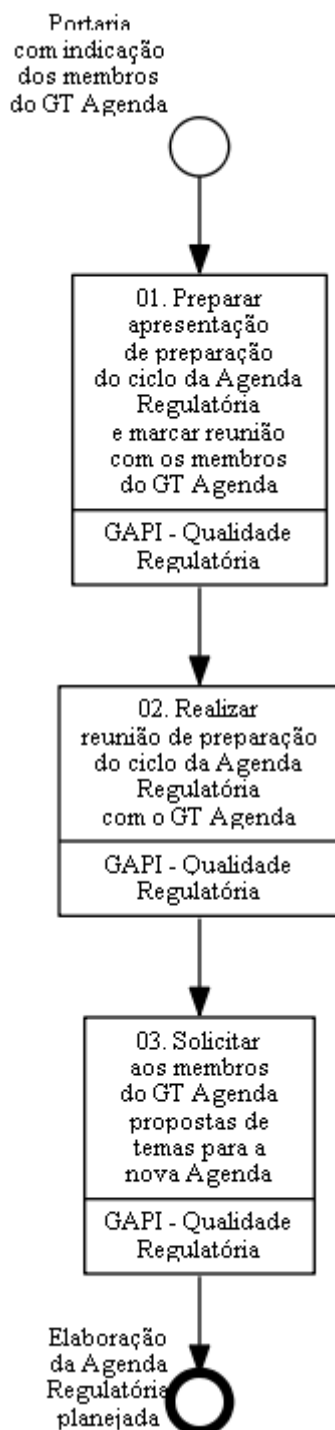 Portaria
com indicação
dos membros
do GT Agenda
01. Preparar
apresentação
de preparação
do ciclo da Agenda
Regulatória
e marcar reunião
com os membros
do GT Agenda
GAPI - Qualidade
Regulatória
02. Realizar
reunião de preparação
do ciclo da Agenda
Regulatória
com o GT Agenda
GAPI - Qualidade
Regulatória
03. Solicitar
aos membros
do GT Agenda
propostas de
temas para a
nova Agenda
GAPI - Qualidade
Regulatória
Elaboração
da Agenda
Regulatória
planejada